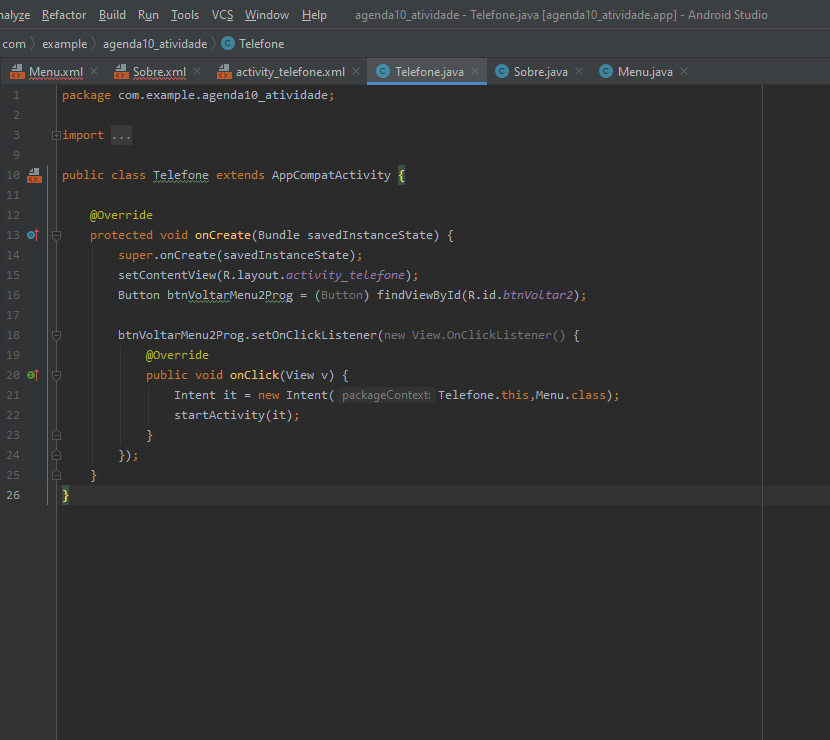 nalyze Refactor Build Run Tools VCS Window Help agenda10_atividade - Telefone.java [agenda10_atividade.app] - Android Studio
com example agenda10_atividade C Telefone
Menu.xml Sobre.xml activity_telefone.xml C Telefone.java C Sobre.java C Menu.java
1 package com.example.agenda10_atividade;
2
3 import ...
9
10 public class Telefone extends AppCompatActivity {
11
12 @Override
13 protected void onCreate(Bundle savedInstanceState) {
14 super.onCreate(savedInstanceState);
15 setContentView(R.layout.activity_telefone);
16 Button btnVoltarMenu2Prog = (Button) findViewById(R.id.btnVoltar2);
17
18 btnVoltarMenu2Prog.setOnClickListener(new View.OnClickListener() {
19 @Override
20 public void onClick(View v) {
21 Intent it = new Intent( packageContext: Telefone.this,Menu.class);
22 startActivity(it);
23 }
24 });
25 }
26 }